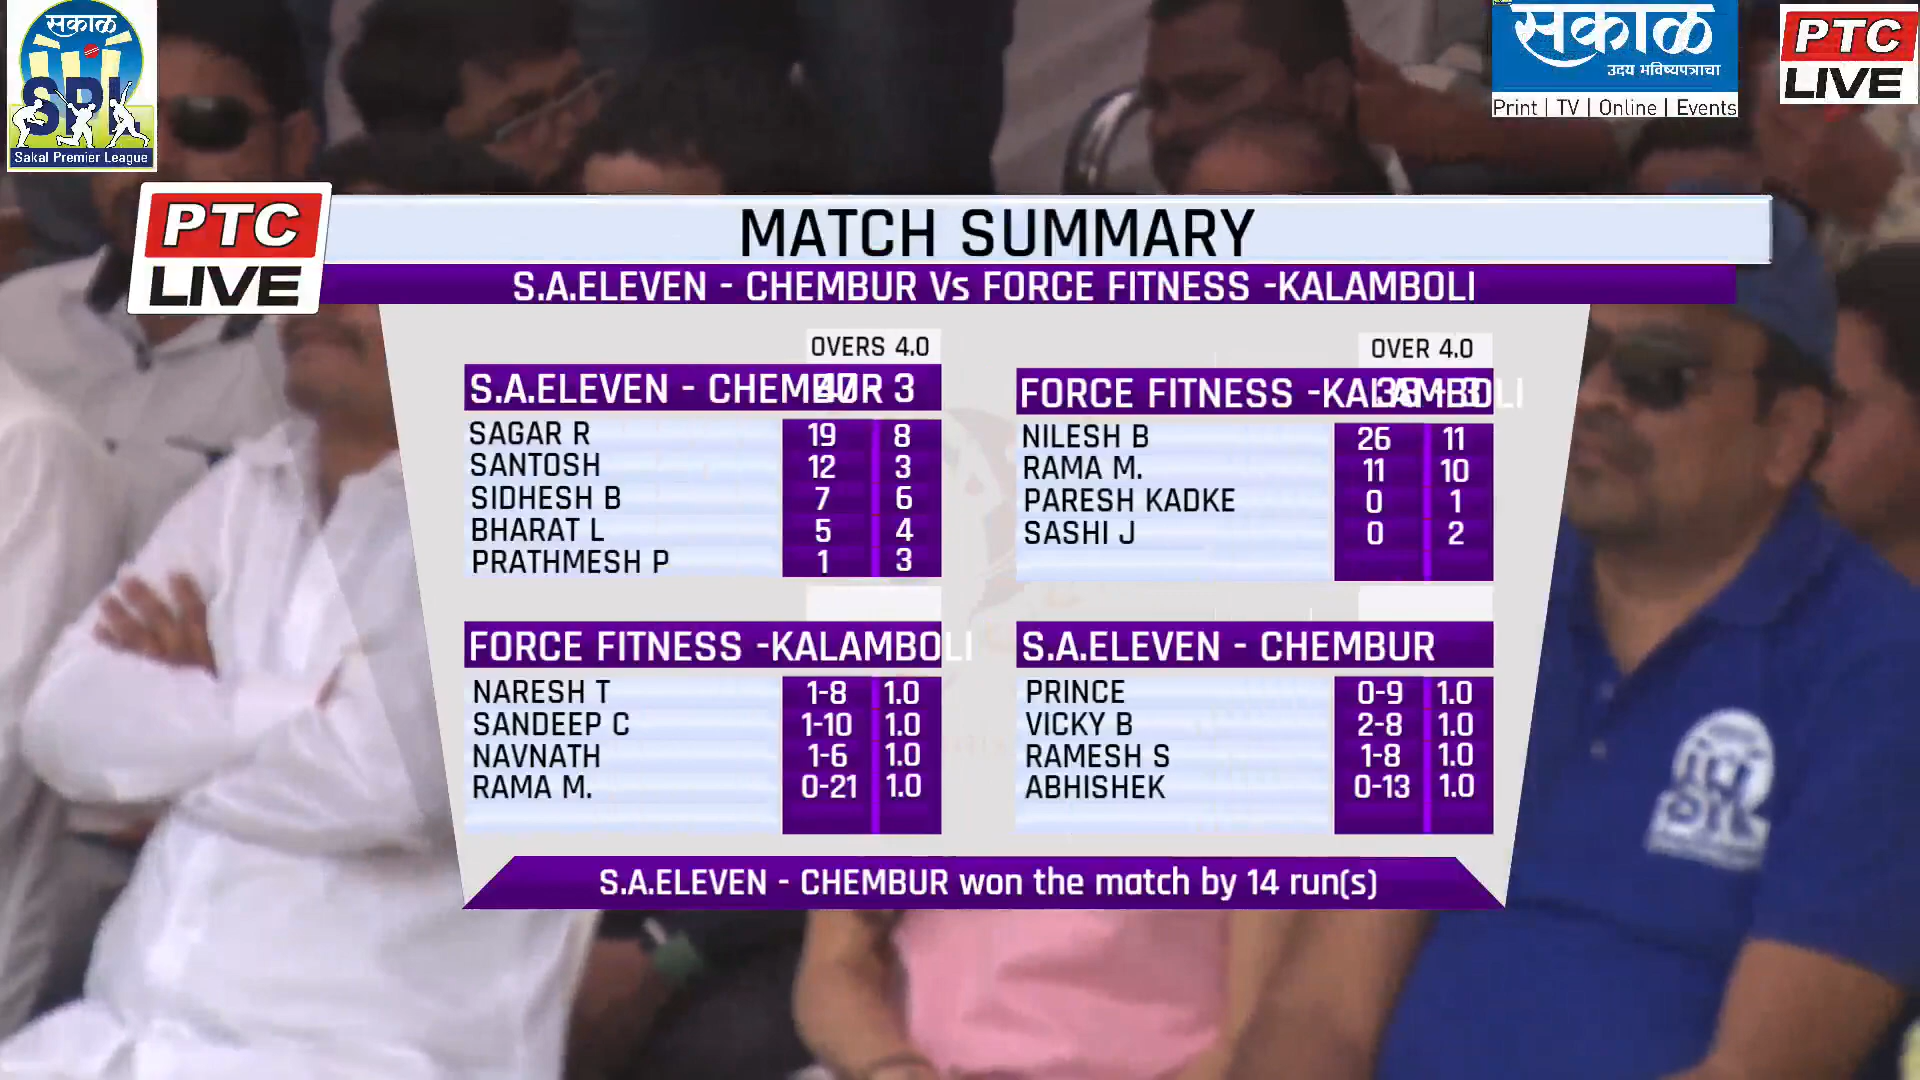 सकाळ
SPL
Sakal Premier League
सकाळ
उदय भविष्यपत्राचा
Print | TV | Online | Events
PTC
LIVE
PTC
LIVE
MATCH SUMMARY
S.A.ELEVEN - CHEMBUR Vs FORCE FITNESS -KALAMBOLI
OVERS 4.0
S.A.ELEVEN - CHEMBUR 3
SAGAR R 19 8
SANTOSH 12 3
SIDHESH B 7 6
BHARAT L 5 4
PRATHMESH P 1 3
OVER 4.0
FORCE FITNESS -KALAMBOLI
NILESH B 26 11
RAMA M. 11 10
PARESH KADKE 0 1
SASHI J 0 2
FORCE FITNESS -KALAMBOLI
NARESH T 1-8 1.0
SANDEEP C 1-10 1.0
NAVNATH 1-6 1.0
RAMA M. 0-21 1.0
S.A.ELEVEN - CHEMBUR
PRINCE 0-9 1.0
VICKY B 2-8 1.0
RAMESH S 1-8 1.0
ABHISHEK 0-13 1.0
S.A.ELEVEN - CHEMBUR won the match by 14 run(s)